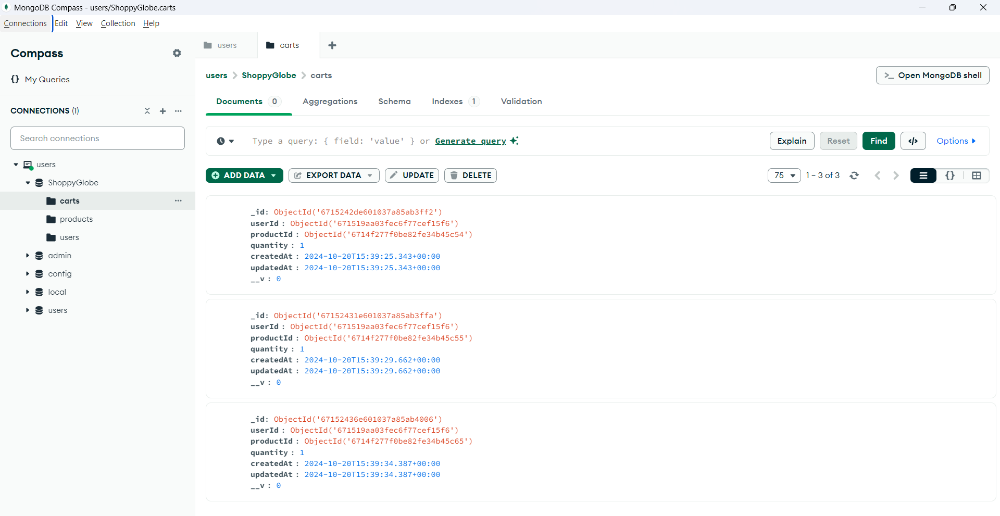 MongoDB Compass - users/ShoppyGlobe.carts
Connections Edit View Collection Help
Compass
{} My Queries
CONNECTIONS (1)
Search connections
users
ShoppyGlobe
carts
products
users
admin
config
local
users
users carts
users > ShoppyGlobe > carts
>_ Open MongoDB shell
Documents 0 Aggregations Schema Indexes 1 Validation
Type a query: { field: 'value' } or Generate query
Explain Reset Find </> Options
ADD DATA EXPORT DATA UPDATE DELETE
75 1 – 3 of 3 {}
_id: ObjectId('6715242de601037a85ab3ff2')
userId : ObjectId('671519aa03fec6f77cef15f6')
productId : ObjectId('6714f277f0be82fe34b45c54')
quantity : 1
createdAt : 2024-10-20T15:39:25.343+00:00
updatedAt : 2024-10-20T15:39:25.343+00:00
__v : 0
_id: ObjectId('67152431e601037a85ab3ffa')
userId : ObjectId('671519aa03fec6f77cef15f6')
productId : ObjectId('6714f277f0be82fe34b45c55')
quantity : 1
createdAt : 2024-10-20T15:39:29.662+00:00
updatedAt : 2024-10-20T15:39:29.662+00:00
__v : 0
_id: ObjectId('67152436e601037a85ab4006')
userId : ObjectId('671519aa03fec6f77cef15f6')
productId : ObjectId('6714f277f0be82fe34b45c65')
quantity : 1
createdAt : 2024-10-20T15:39:34.387+00:00
updatedAt : 2024-10-20T15:39:34.387+00:00
__v : 0